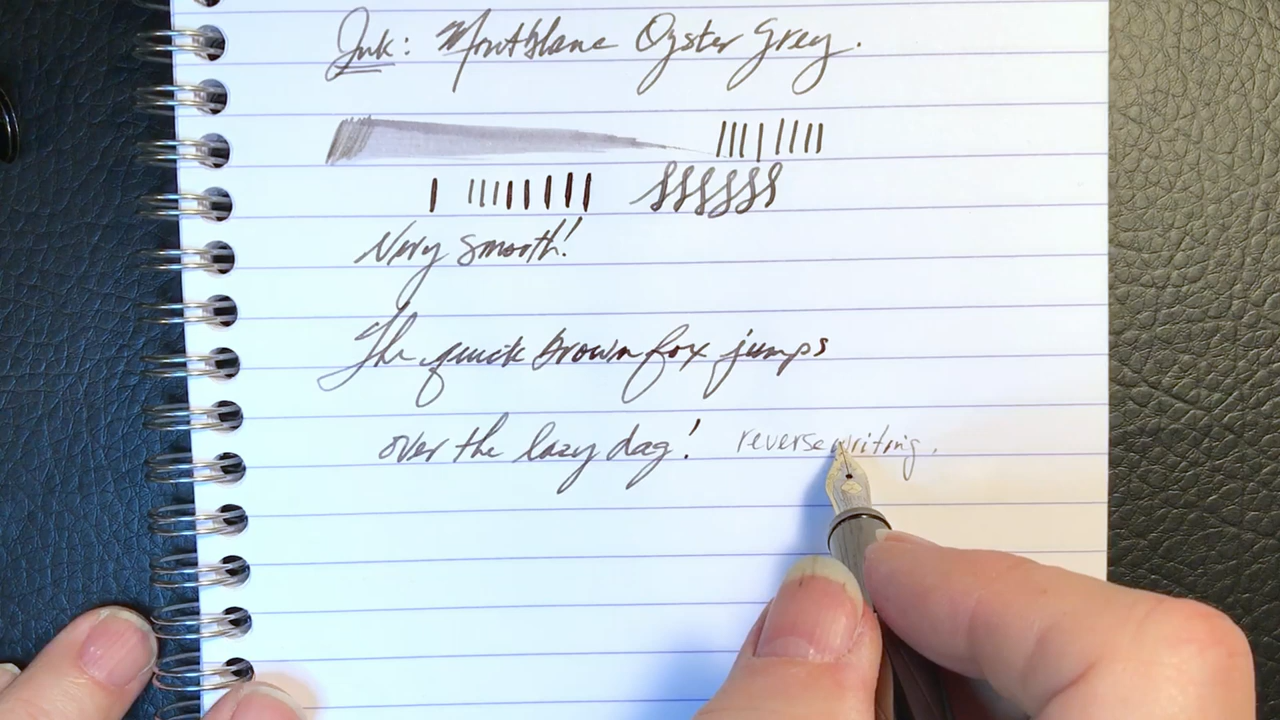 Ink: Montblanc Oyster Grey.
Very smooth!
The quick brown fox jumps
over the lazy dog! reverse writing.